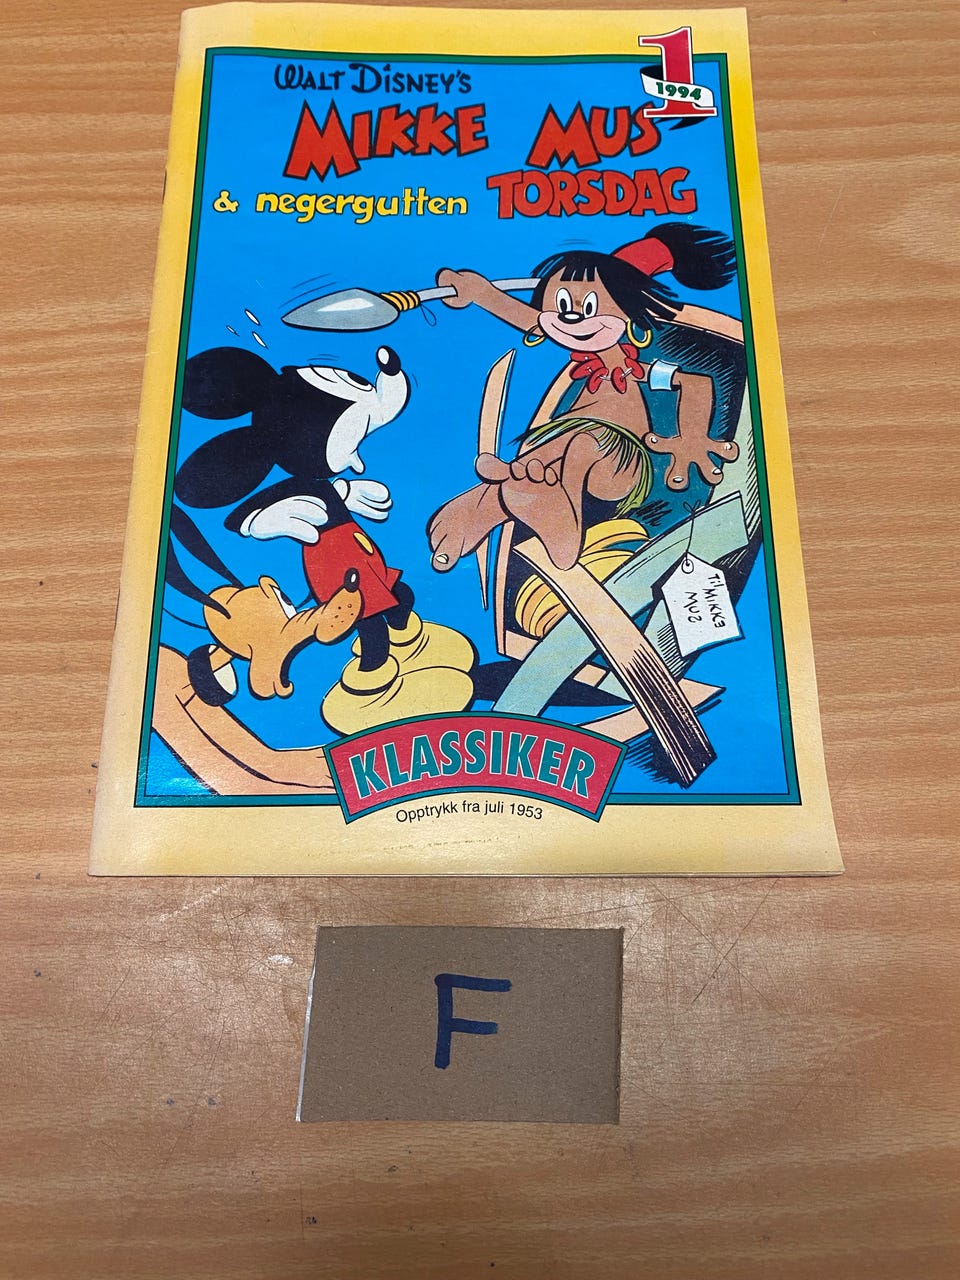 WALT DISNEY'S
1
1994
MIKKE MUS
& negergutten TORSDAG
TIL MIKKE
MUS
KLASSIKER
Opptrykk fra juli 1953
F